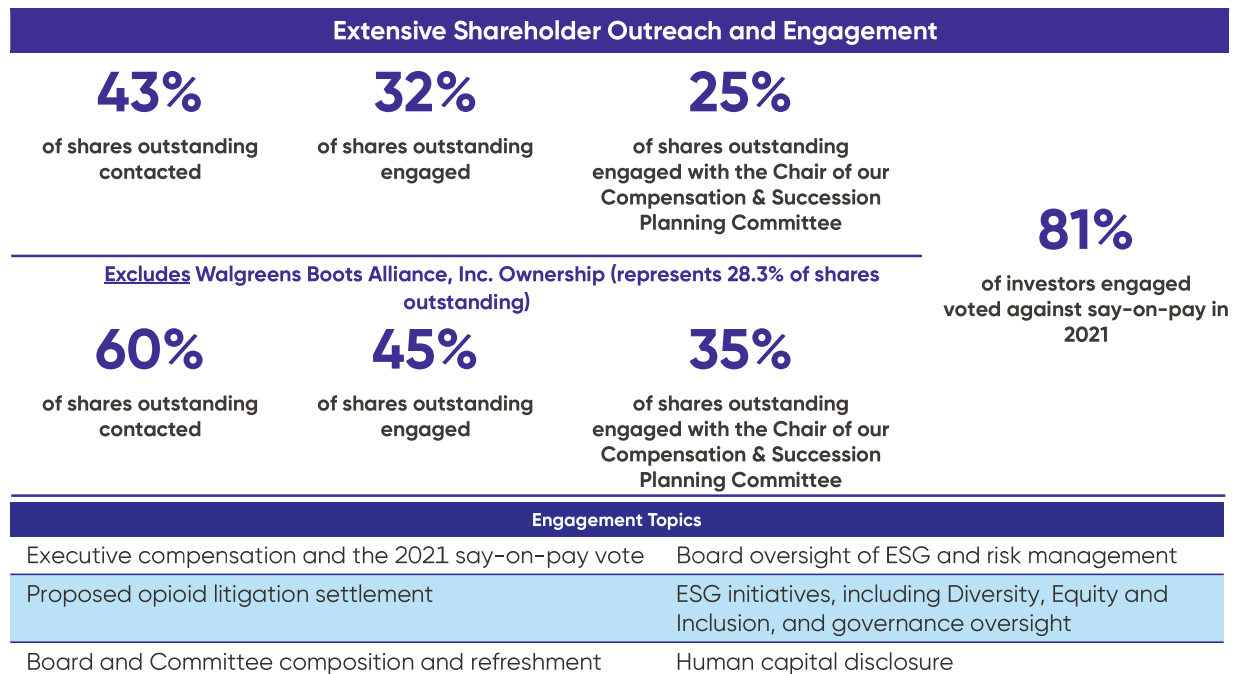 Extensive Shareholder Outreach and Engagement
43%
of shares outstanding
contacted
32%
of shares outstanding
engaged
25%
of shares outstanding
engaged with the Chair of our
Compensation & Succession
Planning Committee
Excludes Walgreens Boots Alliance, Inc. Ownership (represents 28.3% of shares
outstanding)
60%
of shares outstanding
contacted
45%
of shares outstanding
engaged
35%
of shares outstanding
engaged with the Chair of our
Compensation & Succession
Planning Committee
81%
of investors engaged
voted against say-on-pay in
2021
Engagement Topics
Executive compensation and the 2021 say-on-pay vote
Board oversight of ESG and risk management
Proposed opioid litigation settlement
ESG initiatives, including Diversity, Equity and
Inclusion, and governance oversight
Board and Committee composition and refreshment
Human capital disclosure